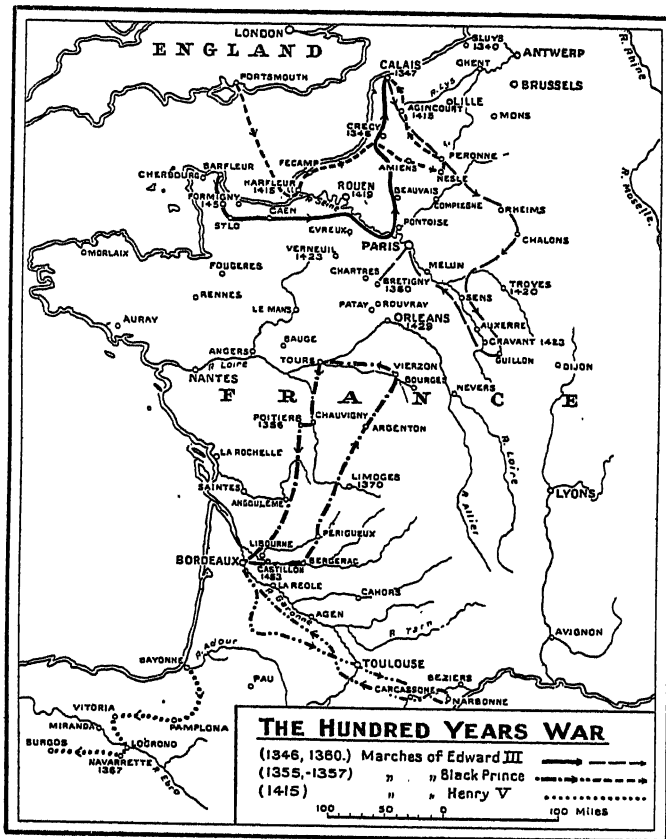 LONDON
ENGLAND
PORTSMOUTH
SLUYS
1340
ANTWERP
GHENT
CALAIS
1347
R. Lys
BRUSSELS
LILLE
MONS
AGINCOURT
1415
CRECY
1346
R. Rhine
R. Moselle.
FECAMP
AMIENS
PERONNE
NESLE
CHERBOURG
BARFLEUR
HARFLEUR
1415
R. Seine
ROUEN
1419
BEAUVAIS
COMPIEGNE
RHEIMS
FORMIGNY
1450
CAEN
ST LO
EVREUX
PONTOISE
PARIS
CHALONS
MORLAIX
FOUGERES
VERNEUIL
1423
CHARTRES
BRETIGNY
1360
MELUN
SENS
TROYES
1420
RENNES
LE MANS
PATAY
ROUVRAY
ORLEANS
1429
AUXERRE
CRAVANT 1423
GUILLON
AURAY
BAUGE
ANGERS
R. Loire
NANTES
TOURS
VIERZON
BOURGES
NEVERS
DIJON
FRANCE
POITIERS
1356
CHAUVIGNY
ARGENTON
R. Loire
R. Allier
LA ROCHELLE
SAINTES
ANGOULEME
LIMOGES
1370
LYONS
LIBOURNE
PERIGUEUX
BORDEAUX
CASTILLON
1453
BERGERAC
LA REOLE
CAHORS
R. Garonne
AGEN
R. Tarn
AVIGNON
R. Adour
BAYONNE
PAU
TOULOUSE
BEZIERS
CARCASSONE
NARBONNE
VITORIA
MIRANDA
PAMPLONA
BURGOS
LOGRONO
NAVARRETTE
1367
R. Ebro
THE HUNDRED YEARS WAR
(1346, 1360.) Marches of Edward III
(1355,-1357) " " Black Prince
(1415) " " Henry V
100 50 0 100 Miles